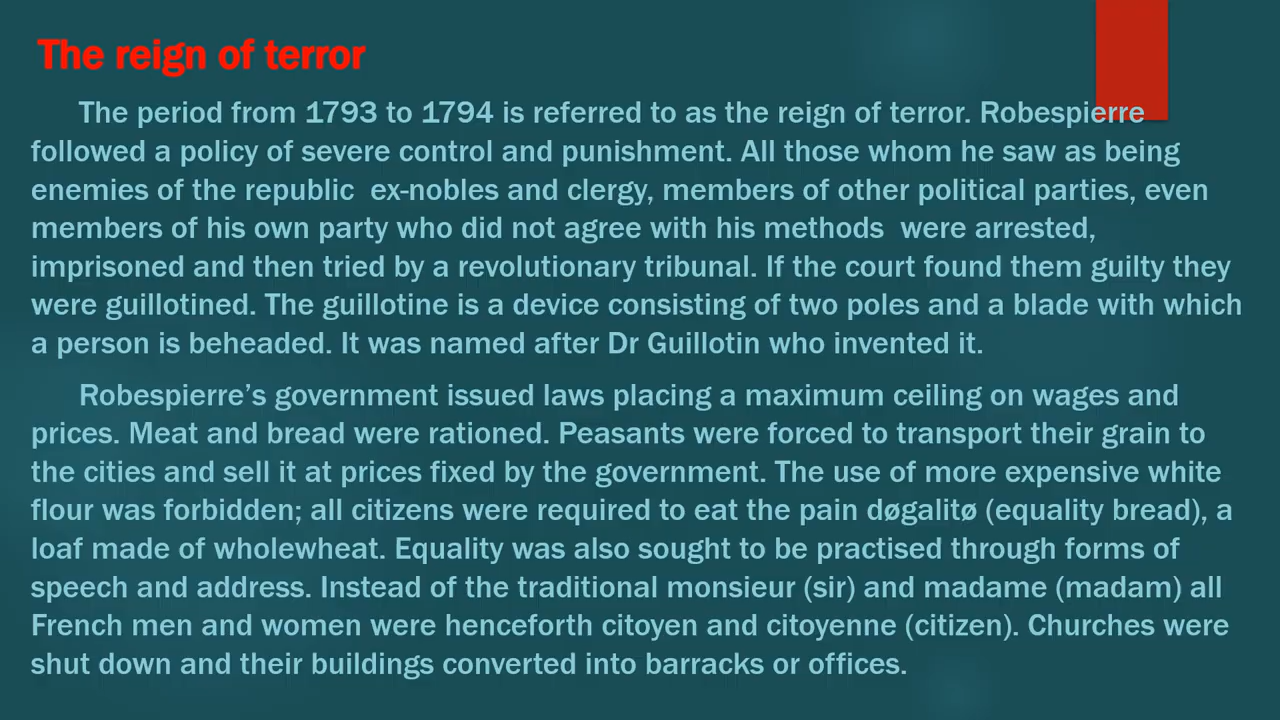 The reign of terror
The period from 1793 to 1794 is referred to as the reign of terror. Robespierre
followed a policy of severe control and punishment. All those whom he saw as being
enemies of the republic  ex-nobles and clergy, members of other political parties, even
members of his own party who did not agree with his methods  were arrested,
imprisoned and then tried by a revolutionary tribunal. If the court found them guilty they
were guillotined. The guillotine is a device consisting of two poles and a blade with which
a person is beheaded. It was named after Dr Guillotin who invented it.
Robespierre’s government issued laws placing a maximum ceiling on wages and
prices. Meat and bread were rationed. Peasants were forced to transport their grain to
the cities and sell it at prices fixed by the government. The use of more expensive white
flour was forbidden; all citizens were required to eat the pain døgalitø (equality bread), a
loaf made of wholewheat. Equality was also sought to be practised through forms of
speech and address. Instead of the traditional monsieur (sir) and madame (madam) all
French men and women were henceforth citoyen and citoyenne (citizen). Churches were
shut down and their buildings converted into barracks or offices.